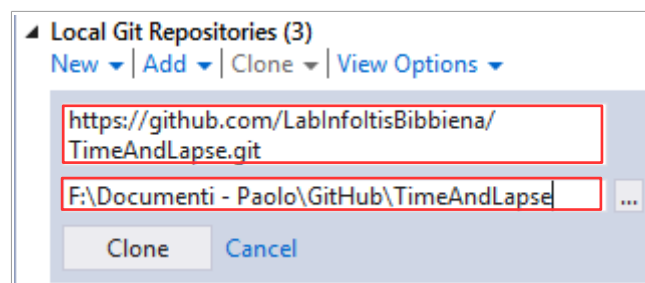 Local Git Repositories (3)
New | Add | Clone | View Options
https://github.com/LabInfoItisBibbiena/
TimeAndLapse.git
F:\Documenti - Paolo\GitHub\TimeAndLapse ...
Clone Cancel